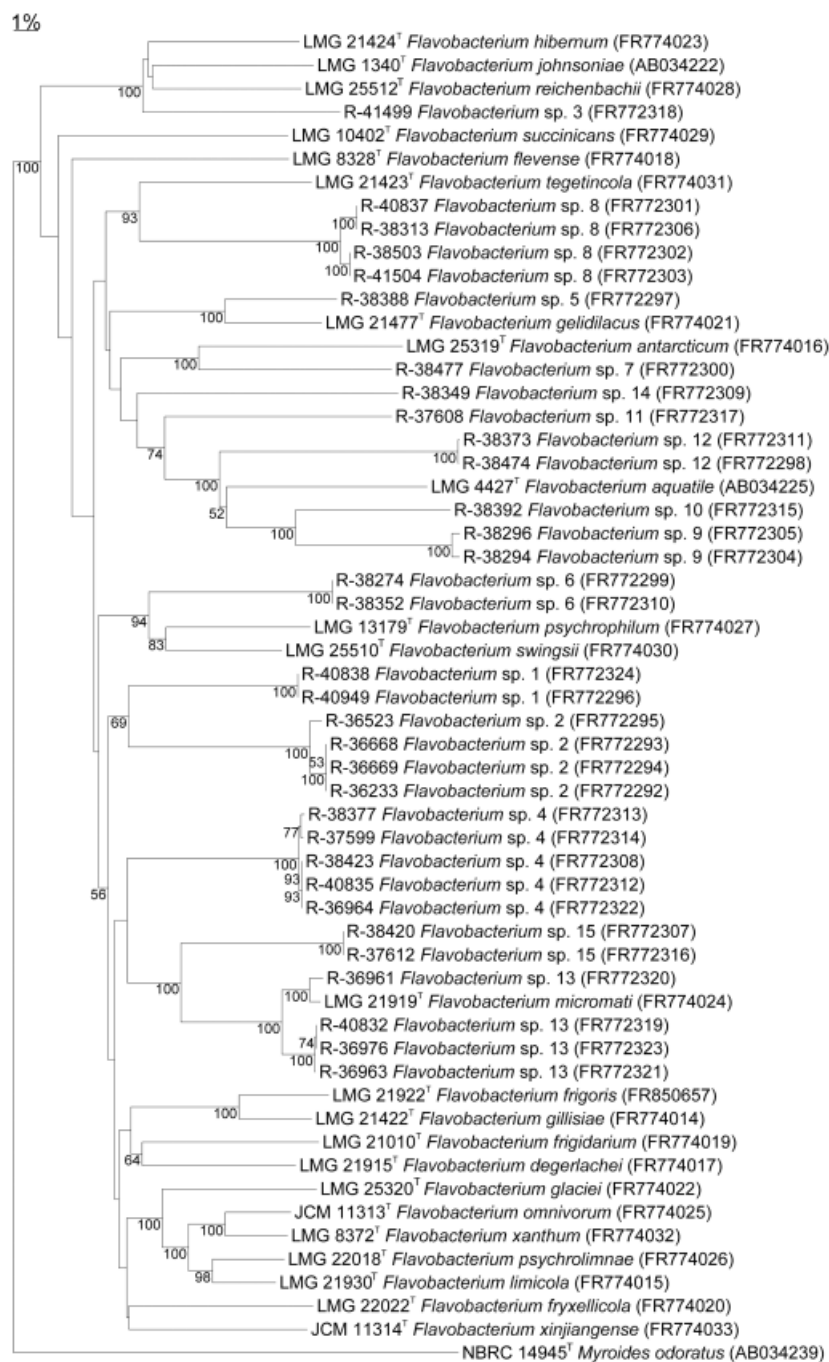 1%
LMG 21424ᵀ Flavobacterium hibernum (FR774023)
LMG 1340ᵀ Flavobacterium johnsoniae (AB034222)
LMG 25512ᵀ Flavobacterium reichenbachii (FR774028)
100
R-41499 Flavobacterium sp. 3 (FR772318)
LMG 10402ᵀ Flavobacterium succinicans (FR774029)
100
LMG 8328ᵀ Flavobacterium flevense (FR774018)
LMG 21423ᵀ Flavobacterium tegetincola (FR774031)
R-40837 Flavobacterium sp. 8 (FR772301)
93
100
R-38313 Flavobacterium sp. 8 (FR772306)
R-38503 Flavobacterium sp. 8 (FR772302)
100
R-41504 Flavobacterium sp. 8 (FR772303)
R-38388 Flavobacterium sp. 5 (FR772297)
100
LMG 21477ᵀ Flavobacterium gelidilacus (FR774021)
LMG 25319ᵀ Flavobacterium antarcticum (FR774016)
100
R-38477 Flavobacterium sp. 7 (FR772300)
R-38349 Flavobacterium sp. 14 (FR772309)
R-37608 Flavobacterium sp. 11 (FR772317)
R-38373 Flavobacterium sp. 12 (FR772311)
74
100
R-38474 Flavobacterium sp. 12 (FR772298)
100
LMG 4427ᵀ Flavobacterium aquatile (AB034225)
52
R-38392 Flavobacterium sp. 10 (FR772315)
100
R-38296 Flavobacterium sp. 9 (FR772305)
100
R-38294 Flavobacterium sp. 9 (FR772304)
R-38274 Flavobacterium sp. 6 (FR772299)
100
R-38352 Flavobacterium sp. 6 (FR772310)
94
LMG 13179ᵀ Flavobacterium psychrophilum (FR774027)
83
LMG 25510ᵀ Flavobacterium swingsii (FR774030)
R-40838 Flavobacterium sp. 1 (FR772324)
100
R-40949 Flavobacterium sp. 1 (FR772296)
69
R-36523 Flavobacterium sp. 2 (FR772295)
R-36668 Flavobacterium sp. 2 (FR772293)
100
53
R-36669 Flavobacterium sp. 2 (FR772294)
100
R-36233 Flavobacterium sp. 2 (FR772292)
R-38377 Flavobacterium sp. 4 (FR772313)
77
R-37599 Flavobacterium sp. 4 (FR772314)
100
R-38423 Flavobacterium sp. 4 (FR772308)
93
R-40835 Flavobacterium sp. 4 (FR772312)
56
93
R-36964 Flavobacterium sp. 4 (FR772322)
R-38420 Flavobacterium sp. 15 (FR772307)
100
R-37612 Flavobacterium sp. 15 (FR772316)
R-36961 Flavobacterium sp. 13 (FR772320)
100
100
LMG 21919ᵀ Flavobacterium micromati (FR774024)
R-40832 Flavobacterium sp. 13 (FR772319)
100
74
R-36976 Flavobacterium sp. 13 (FR772323)
100
R-36963 Flavobacterium sp. 13 (FR772321)
LMG 21922ᵀ Flavobacterium frigoris (FR850657)
100
LMG 21422ᵀ Flavobacterium gillisiae (FR774014)
LMG 21010ᵀ Flavobacterium frigidarium (FR774019)
64
LMG 21915ᵀ Flavobacterium degerlachei (FR774017)
LMG 25320ᵀ Flavobacterium glaciei (FR774022)
JCM 11313ᵀ Flavobacterium omnivorum (FR774025)
100
100
LMG 8372ᵀ Flavobacterium xanthum (FR774032)
100
LMG 22018ᵀ Flavobacterium psychrolimnae (FR774026)
98
LMG 21930ᵀ Flavobacterium limicola (FR774015)
LMG 22022ᵀ Flavobacterium fryxellicola (FR774020)
JCM 11314ᵀ Flavobacterium xinjiangense (FR774033)
NBRC 14945ᵀ Myroides odoratus (AB034239)